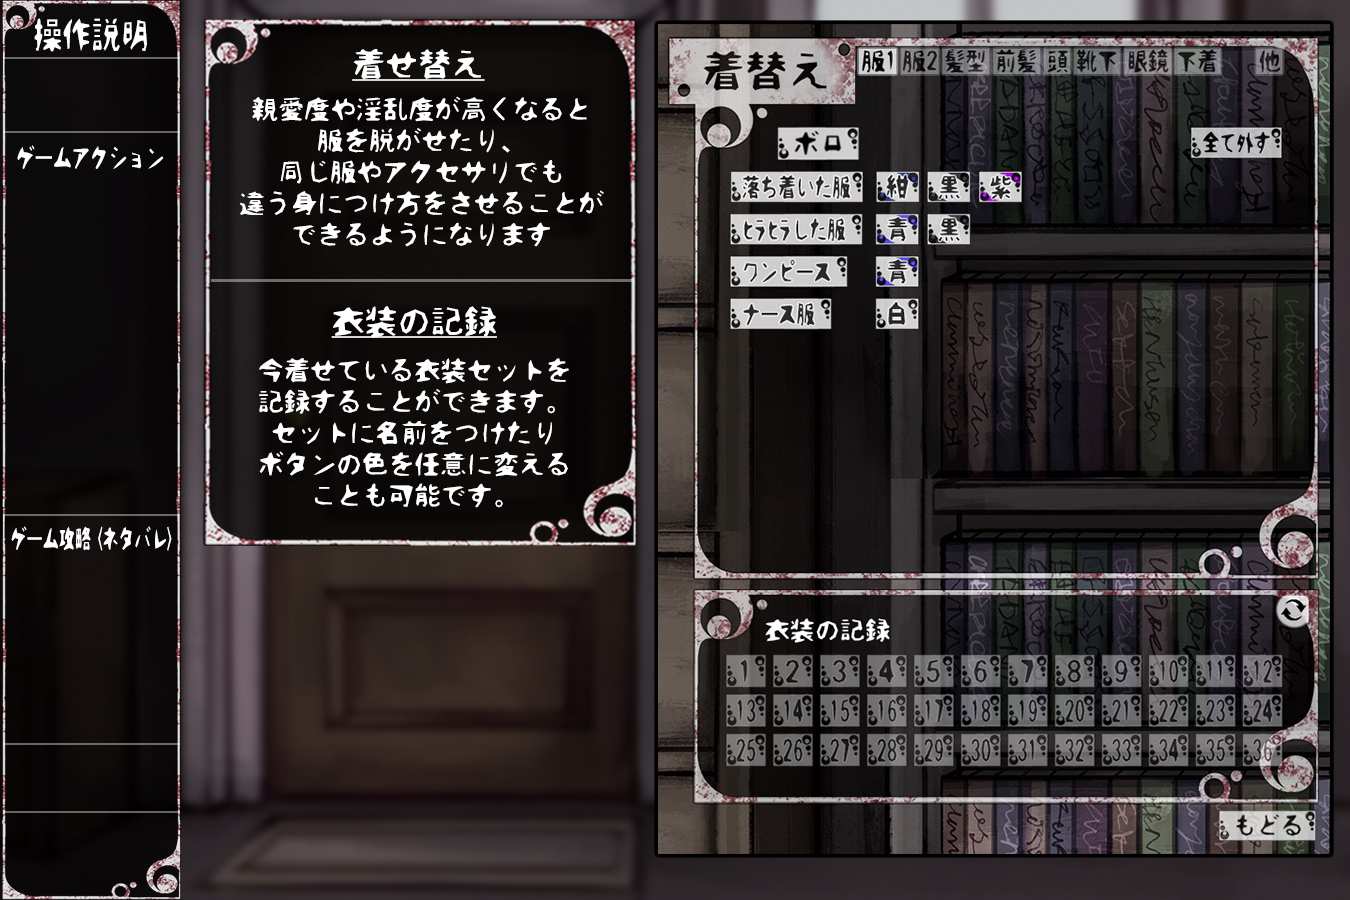 操作説明
ゲームアクション
ゲーム攻略(ネタバレ)
着せ替え
親愛度や淫乱度が高くなると
服を脱がせたり、
同じ服やアクセサリでも
違う身につけ方をさせることが
できるようになります
衣装の記録
今着せている衣装セットを
記録することができます。
セットに名前をつけたり
ボタンの色を任意に変える
ことも可能です。
着替え
服1 服2 髪型 前髪 頭 靴下 眼鏡 下着 他
ボロ 全て外す
落ち着いた服 紺 黒 紫
ヒラヒラした服 青 黒
ワンピース 青
ナース服 白
衣装の記録
1 2 3 4 5 6 7 8 9 10 11 12
13 14 15 16 17 18 19 20 21 22 23 24
25 26 27 28 29 30 31 32 33 34 35 36
もどる